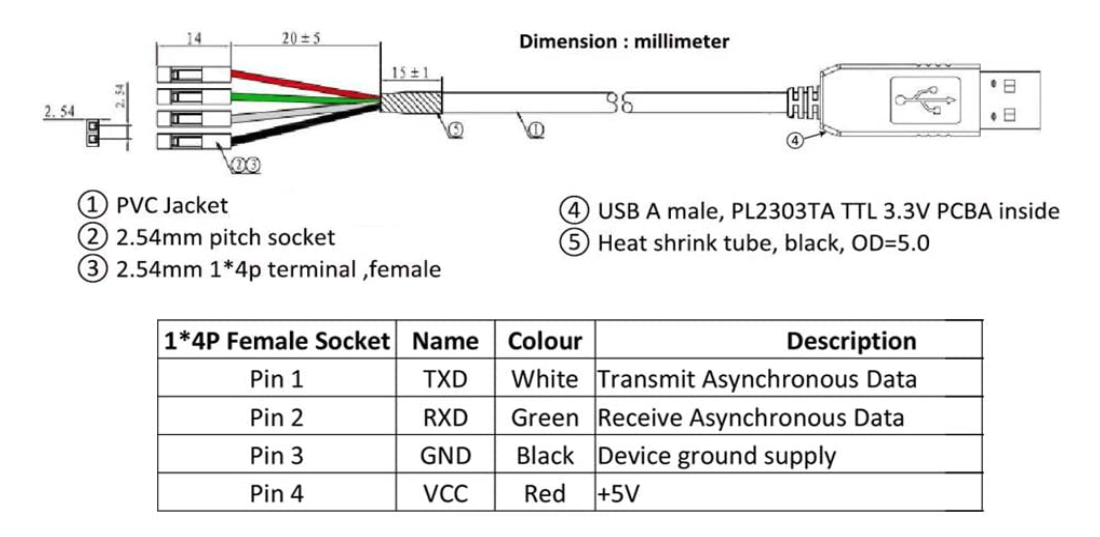 14
20±5
Dimension : millimeter
15±1
2.54
2.54
⑤
①
④
②③
① PVC Jacket
② 2.54mm pitch socket
③ 2.54mm 1*4p terminal ,female
④ USB A male, PL2303TA TTL 3.3V PCBA inside
⑤ Heat shrink tube, black, OD=5.0
1*4P Female Socket Name Colour Description
Pin 1 TXD White Transmit Asynchronous Data
Pin 2 RXD Green Receive Asynchronous Data
Pin 3 GND Black Device ground supply
Pin 4 VCC Red +5V